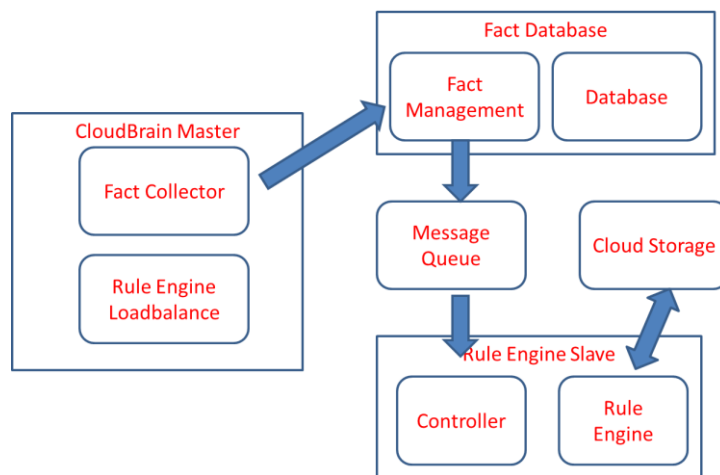 Fact Database
Fact
Management
Database
CloudBrain Master
Fact Collector
Rule Engine
Loadbalance
Message
Queue
Cloud Storage
Rule Engine Slave
Controller
Rule
Engine